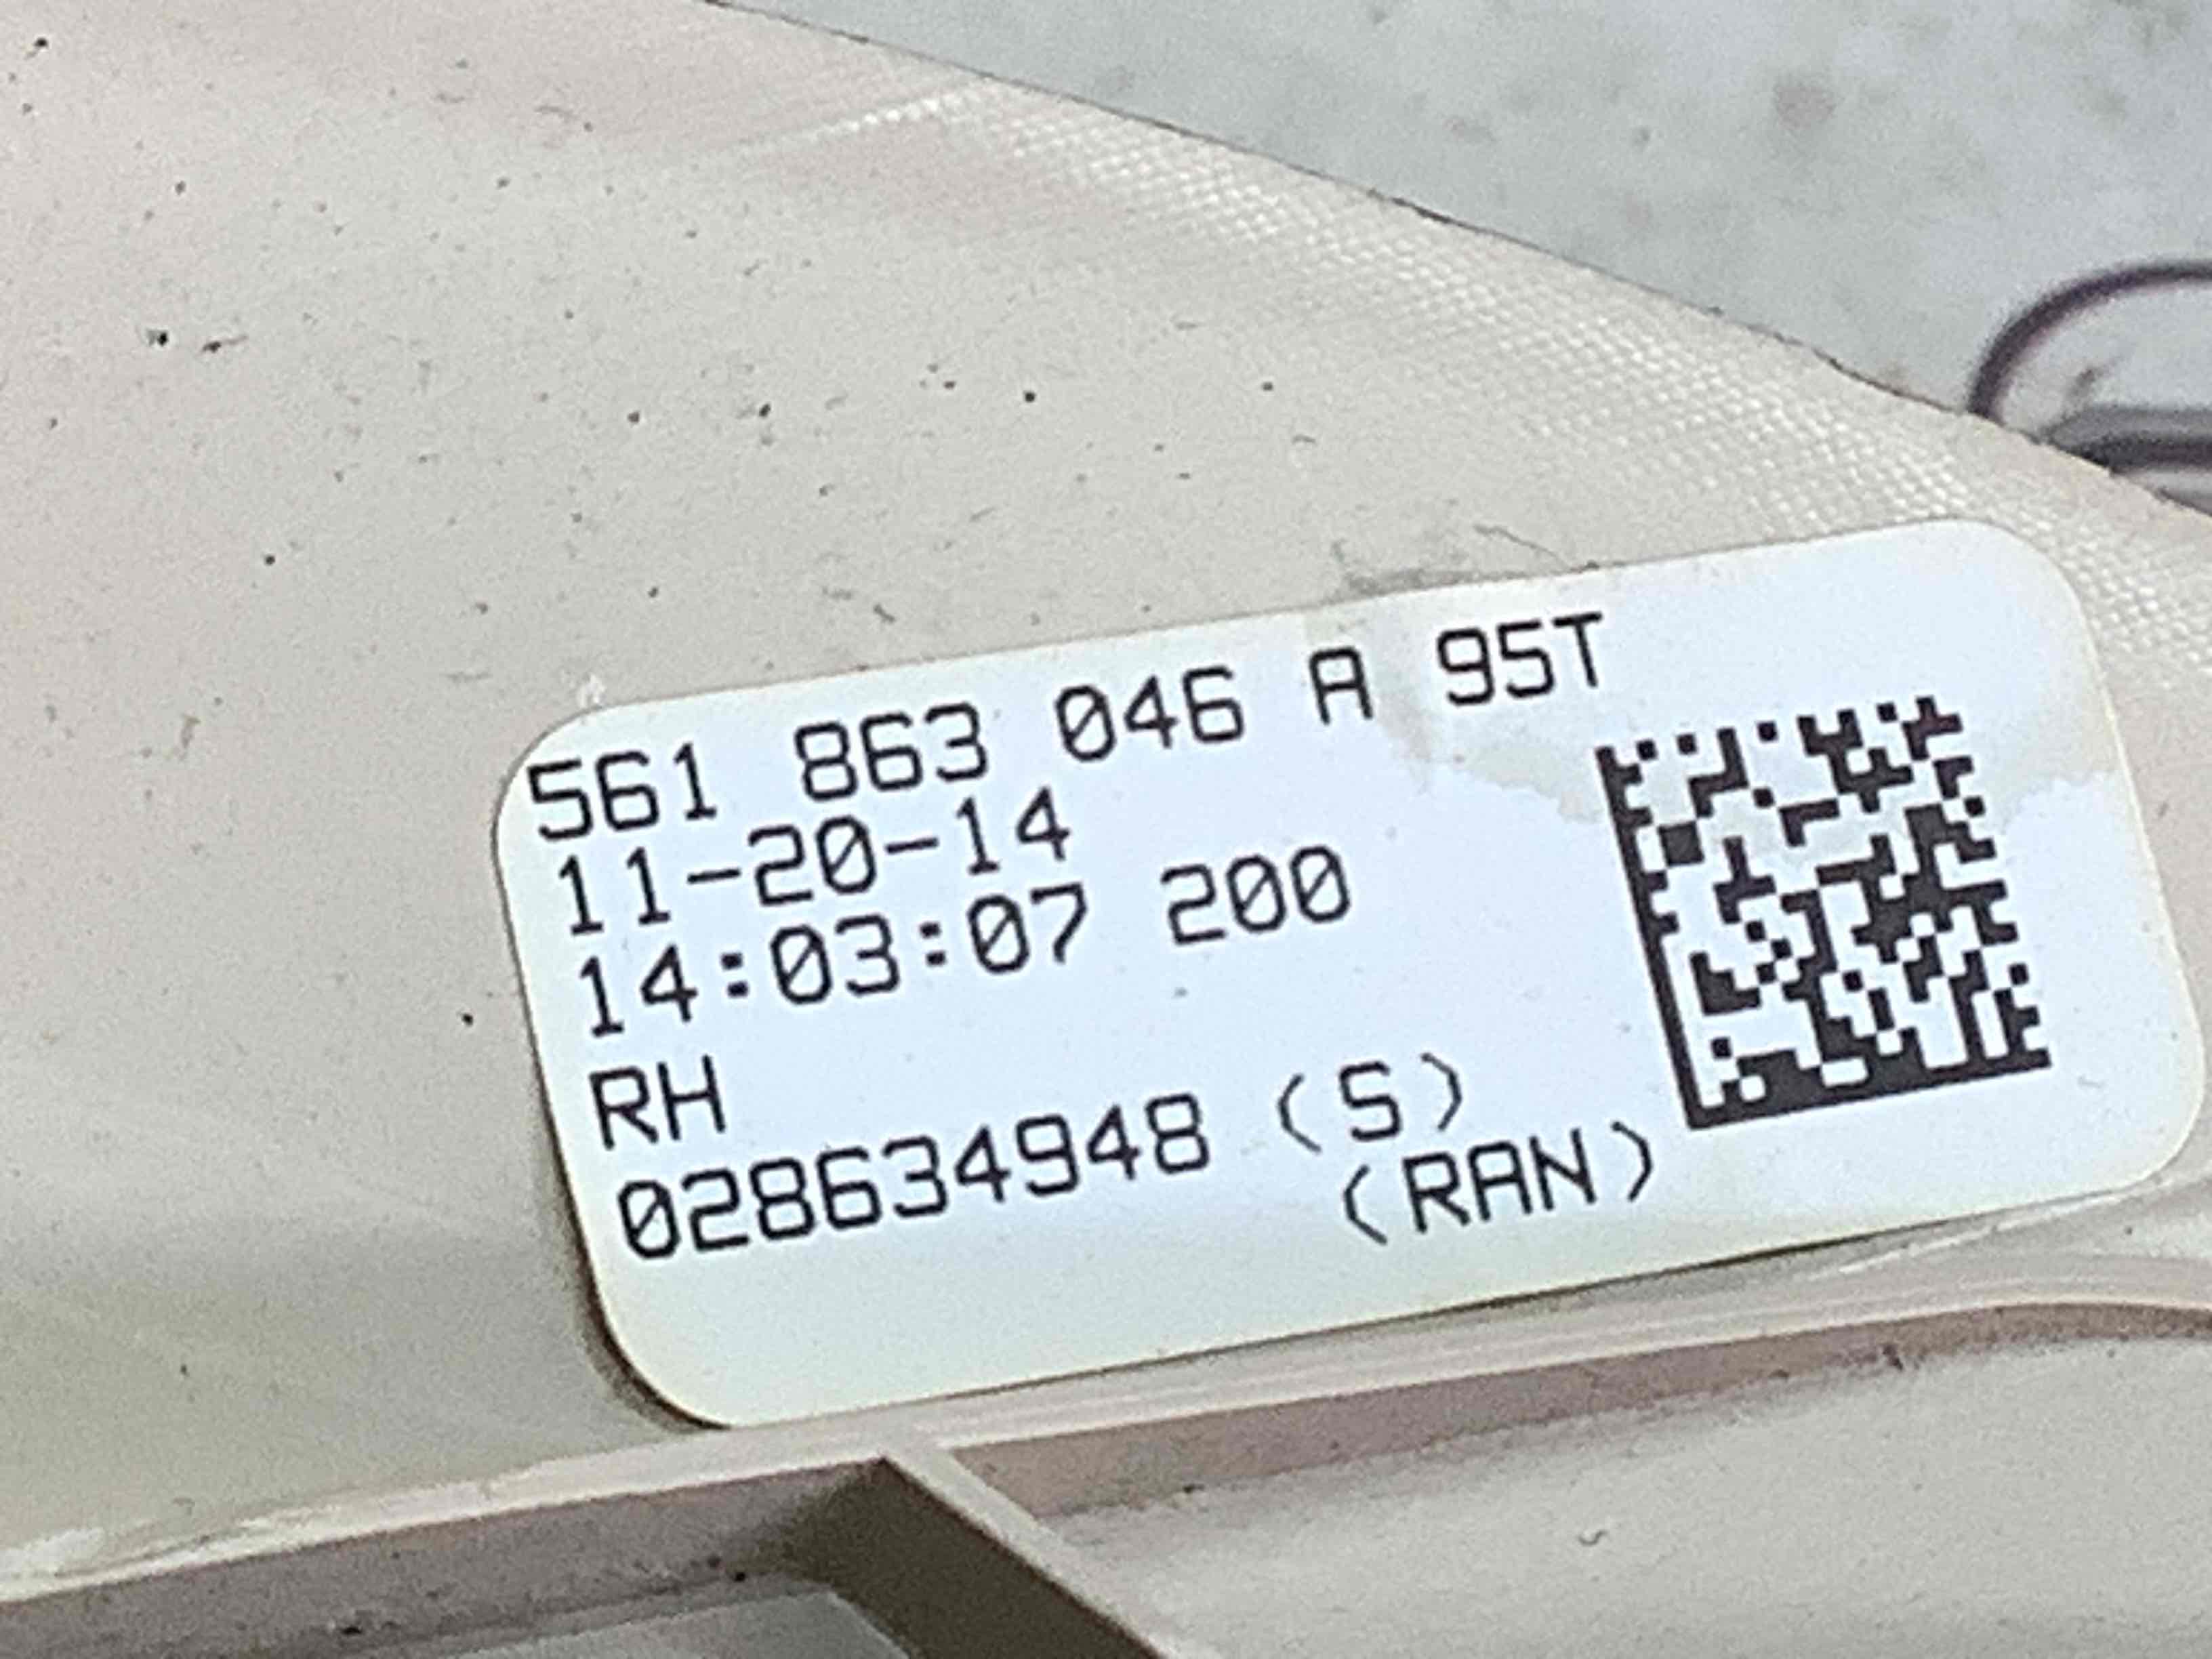 561 863 046 A 95T
11-20-14
14:03:07 200
RH
028634948 (S)
(RAN)